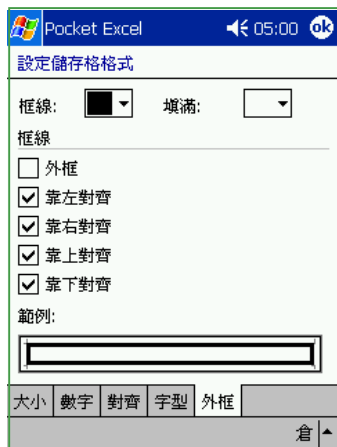 Pocket Excel 05:00 ok
設定儲存格格式
框線: 填滿:
框線
外框
靠左對齊
靠右對齊
靠上對齊
靠下對齊
範例:
大小 數字 對齊 字型 外框
倉